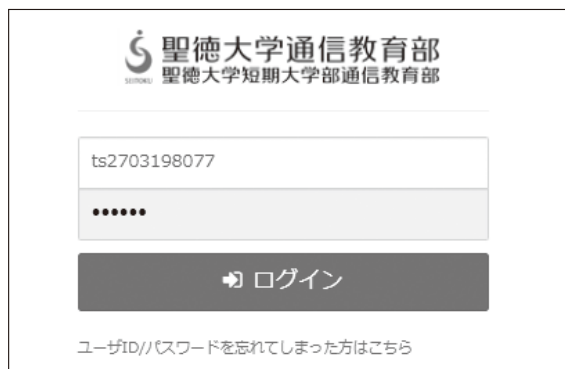 聖徳大学通信教育部
SEITOKU 聖徳大学短期大学部通信教育部
ts2703198077
••••••
ログイン
ユーザID/パスワードを忘れてしまった方はこちら